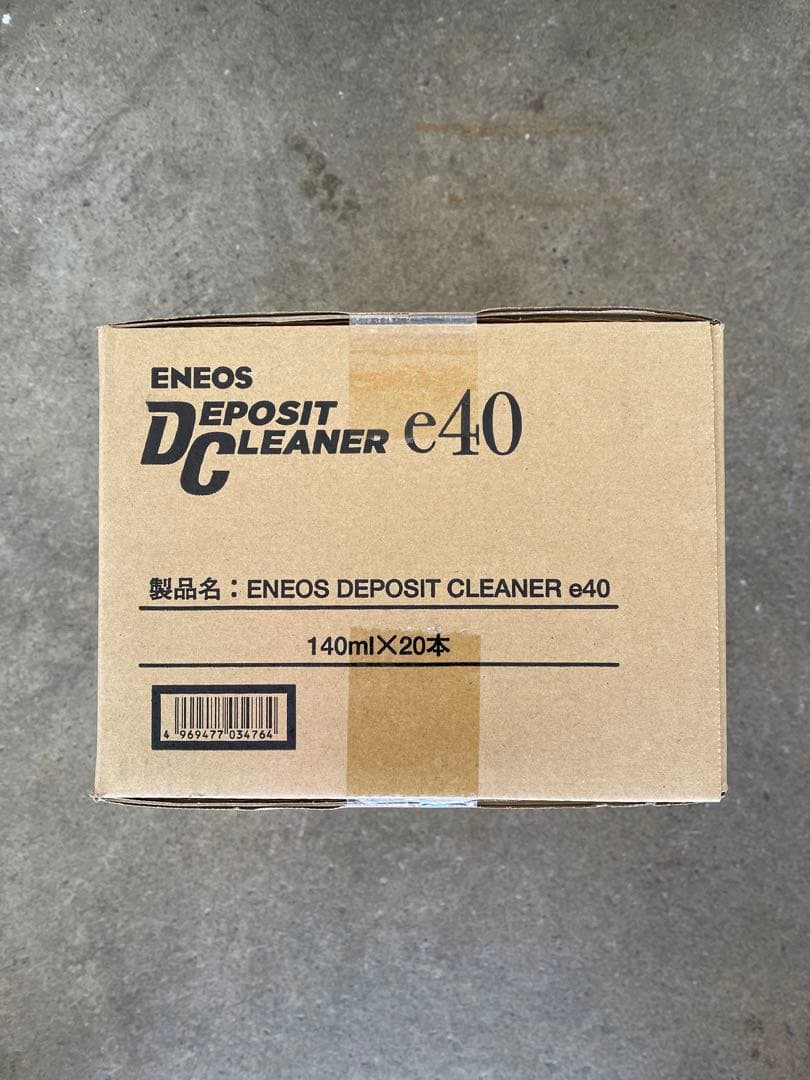 ENEOS
DEPOSIT
CLEANER e40
製品名：ENEOS DEPOSIT CLEANER e40
140ml×20本
4 969477 034764